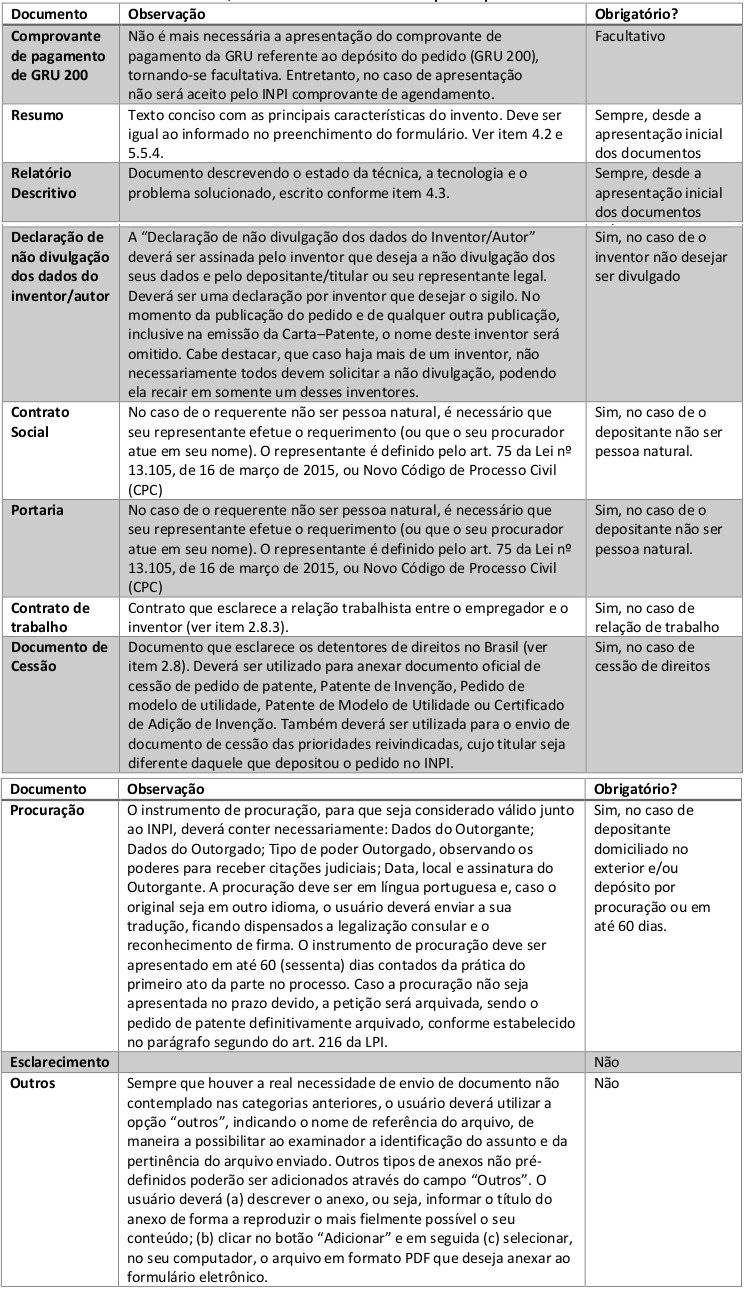 Documento Observação Obrigatório?
Comprovante Não é mais necessária a apresentação do comprovante de Facultativo
de pagamento pagamento da GRU referente ao depósito do pedido (GRU 200),
de GRU 200 tornando-se facultativa. Entretanto, no caso de apresentação
não será aceito pelo INPI comprovante de agendamento.
Resumo Texto conciso com as principais características do invento. Deve ser Sempre, desde a
igual ao informado no preenchimento do formulário. Ver item 4.2 e apresentação inicial
5.5.4. dos documentos
Relatório Documento descrevendo o estado da técnica, a tecnologia e o Sempre, desde a
Descritivo problema solucionado, escrito conforme item 4.3. apresentação inicial
dos documentos
Declaração de A “Declaração de não divulgação dos dados do Inventor/Autor” Sim, no caso de o
não divulgação deverá ser assinada pelo inventor que deseja a não divulgação dos inventor não desejar
dos dados do seus dados e pelo depositante/titular ou seu representante legal. ser divulgado
inventor/autor Deverá ser uma declaração por inventor que desejar o sigilo. No
momento da publicação do pedido e de qualquer outra publicação,
inclusive na emissão da Carta–Patente, o nome deste inventor será
omitido. Cabe destacar, que caso haja mais de um inventor, não
necessariamente todos devem solicitar a não divulgação, podendo
ela recair em somente um desses inventores.
Contrato No caso de o requerente não ser pessoa natural, é necessário que Sim, no caso de o
Social seu representante efetue o requerimento (ou que o seu procurador depositante não ser
atue em seu nome). O representante é definido pelo art. 75 da Lei nº pessoa natural.
13.105, de 16 de março de 2015, ou Novo Código de Processo Civil
(CPC)
Portaria No caso de o requerente não ser pessoa natural, é necessário que Sim, no caso de o
seu representante efetue o requerimento (ou que o seu procurador depositante não ser
atue em seu nome). O representante é definido pelo art. 75 da Lei nº pessoa natural.
13.105, de 16 de março de 2015, ou Novo Código de Processo Civil
(CPC)
Contrato de Contrato que esclarece a relação trabalhista entre o empregador e o Sim, no caso de
trabalho inventor (ver item 2.8.3). relação de trabalho
Documento de Documento que esclarece os detentores de direitos no Brasil (ver Sim, no caso de
Cessão item 2.8). Deverá ser utilizado para anexar documento oficial de cessão de direitos
cessão de pedido de patente, Patente de Invenção, Pedido de
modelo de utilidade, Patente de Modelo de Utilidade ou Certificado
de Adição de Invenção. Também deverá ser utilizada para o envio de
documento de cessão das prioridades reivindicadas, cujo titular seja
diferente daquele que depositou o pedido no INPI.
Documento Observação Obrigatório?
Procuração O instrumento de procuração, para que seja considerado válido junto Sim, no caso de
ao INPI, deverá conter necessariamente: Dados do Outorgante; depositante
Dados do Outorgado; Tipo de poder Outorgado, observando os domiciliado no
poderes para receber citações judiciais; Data, local e assinatura do exterior e/ou
Outorgante. A procuração deve ser em língua portuguesa e, caso o depósito por
original seja em outro idioma, o usuário deverá enviar a sua procuração ou em
tradução, ficando dispensados a legalização consular e o até 60 dias.
reconhecimento de firma. O instrumento de procuração deve ser
apresentado em até 60 (sessenta) dias contados da prática do
primeiro ato da parte no processo. Caso a procuração não seja
apresentada no prazo devido, a petição será arquivada, sendo o
pedido de patente definitivamente arquivado, conforme estabelecido
no parágrafo segundo do art. 216 da LPI.
Esclarecimento Não
Outros Sempre que houver a real necessidade de envio de documento não Não
contemplado nas categorias anteriores, o usuário deverá utilizar a
opção “outros”, indicando o nome de referência do arquivo, de
maneira a possibilitar ao examinador a identificação do assunto e da
pertinência do arquivo enviado. Outros tipos de anexos não pré-
definidos poderão ser adicionados através do campo “Outros”. O
usuário deverá (a) descrever o anexo, ou seja, informar o título do
anexo de forma a reproduzir o mais fielmente possível o seu
conteúdo; (b) clicar no botão “Adicionar” e em seguida (c) selecionar,
no seu computador, o arquivo em formato PDF que deseja anexar ao
formulário eletrônico.